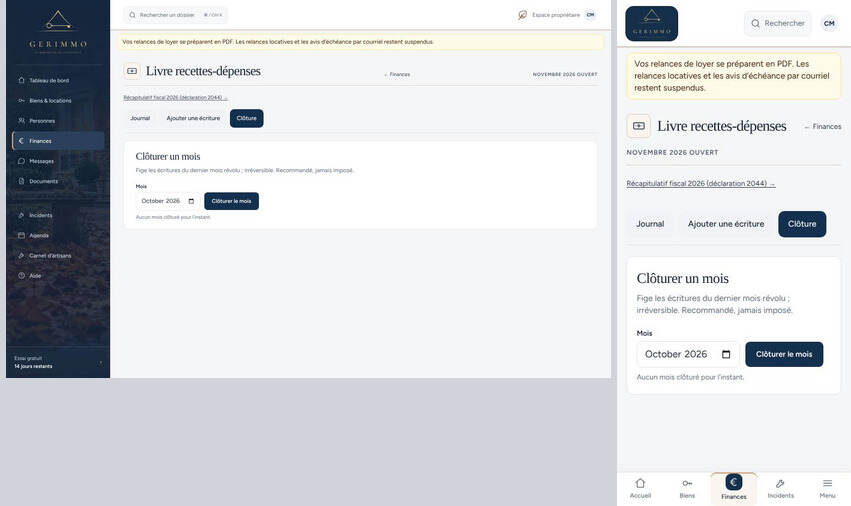 GERIMMO
Rechercher un dossier
⌘ / Ctrl K
Espace propriétaire
CM
Vos relances de loyer se préparent en PDF. Les relances locatives et les avis d'échéance par courriel restent suspendus.
Livre recettes-dépenses
← Finances
NOVEMBRE 2026 OUVERT
Récapitulatif fiscal 2026 (déclaration 2044) →
Journal
Ajouter une écriture
Clôture
Clôturer un mois
Fige les écritures du dernier mois révolu ; irréversible. Recommandé, jamais imposé.
Mois
October 2026
Clôturer le mois
Aucun mois clôturé pour l'instant.
Tableau de bord
Biens & locations
Personnes
Finances
Messages
Documents
Incidents
Agenda
Carnet d'artisans
Aide
Essai gratuit
14 jours restants
GERIMMO
Rechercher
CM
Vos relances de loyer se préparent en PDF. Les
relances locatives et les avis d'échéance par courriel
restent suspendus.
Livre recettes-dépenses
← Finances
NOVEMBRE 2026 OUVERT
Récapitulatif fiscal 2026 (déclaration 2044) →
Journal
Ajouter une écriture
Clôture
Clôturer un mois
Fige les écritures du dernier mois révolu ;
irréversible. Recommandé, jamais imposé.
Mois
October 2026
Clôturer le mois
Aucun mois clôturé pour l'instant.
Accueil
Biens
Finances
Incidents
Menu